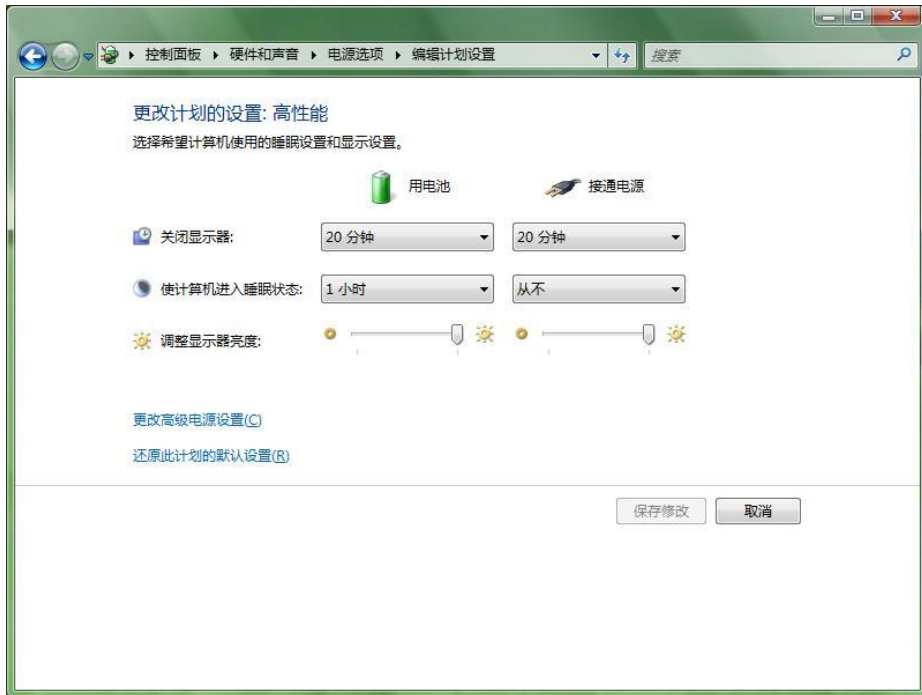 控制面板 ▸ 硬件和声音 ▸ 电源选项 ▸ 编辑计划设置
搜索
更改计划的设置: 高性能
选择希望计算机使用的睡眠设置和显示设置。
用电池 接通电源
关闭显示器: 20 分钟 20 分钟
使计算机进入睡眠状态: 1 小时 从不
调整显示器亮度:
更改高级电源设置(C)
还原此计划的默认设置(R)
保存修改 取消